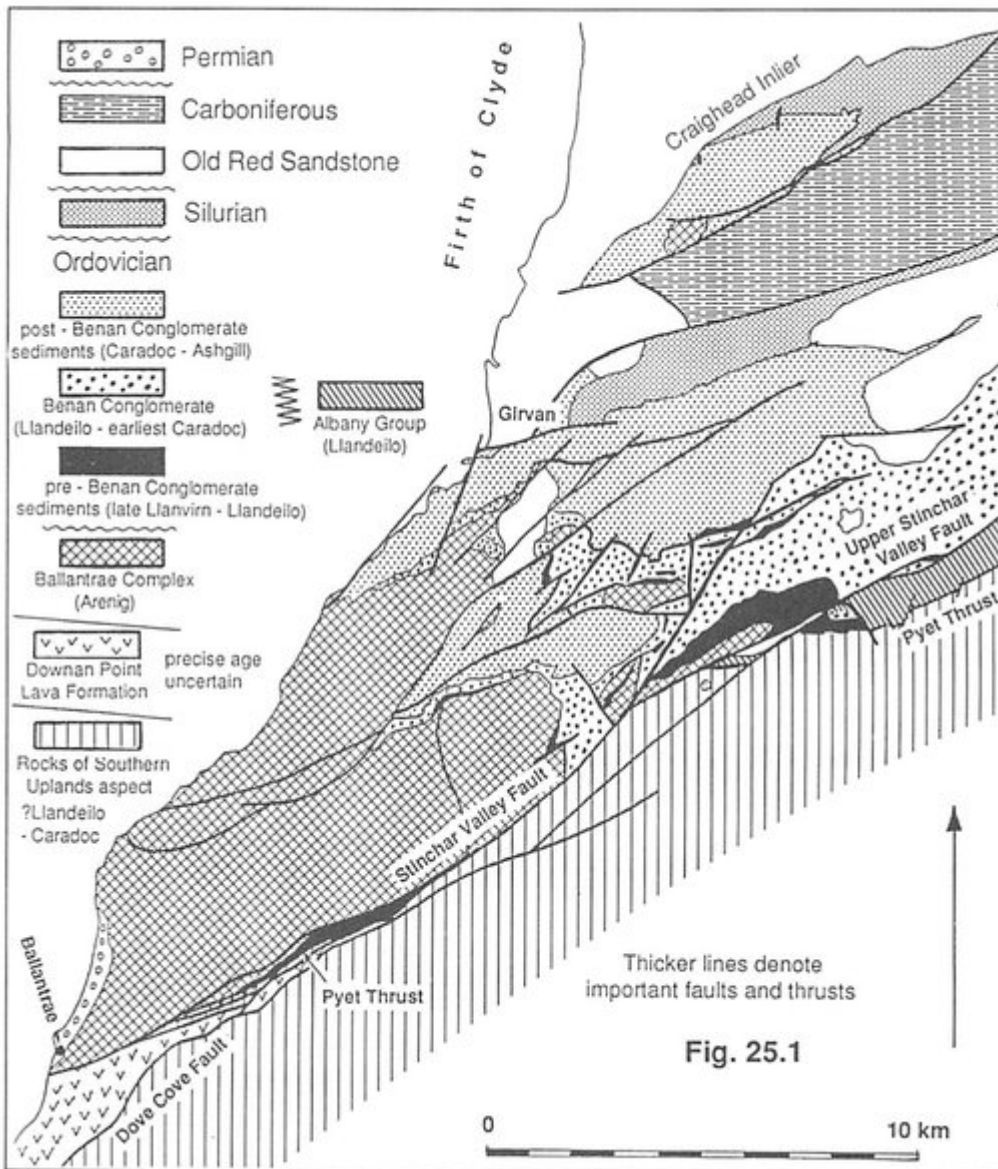 Permian
Carboniferous
Old Red Sandstone
Silurian
Ordovician
post - Benan Conglomerate
sediments (Caradoc - Ashgill)
Benan Conglomerate
(Llandeilo - earliest Caradoc)
pre - Benan Conglomerate
sediments (late Llanvirn - Llandeilo)
Ballantrae Complex
(Arenig)
Downan Point
Lava Formation
precise age
uncertain
Rocks of Southern
Uplands aspect
?Llandeilo
- Caradoc
Albany Group
(Llandeilo)
Firth of Clyde
Craighead Inlier
Girvan
Upper Stinchar
Valley Fault
Pyet Thrust
Stinchar Valley Fault
Pyet Thrust
Ballantrae
Dove Cove Fault
Thicker lines denote
important faults and thrusts
Fig. 25.1
0 10 km